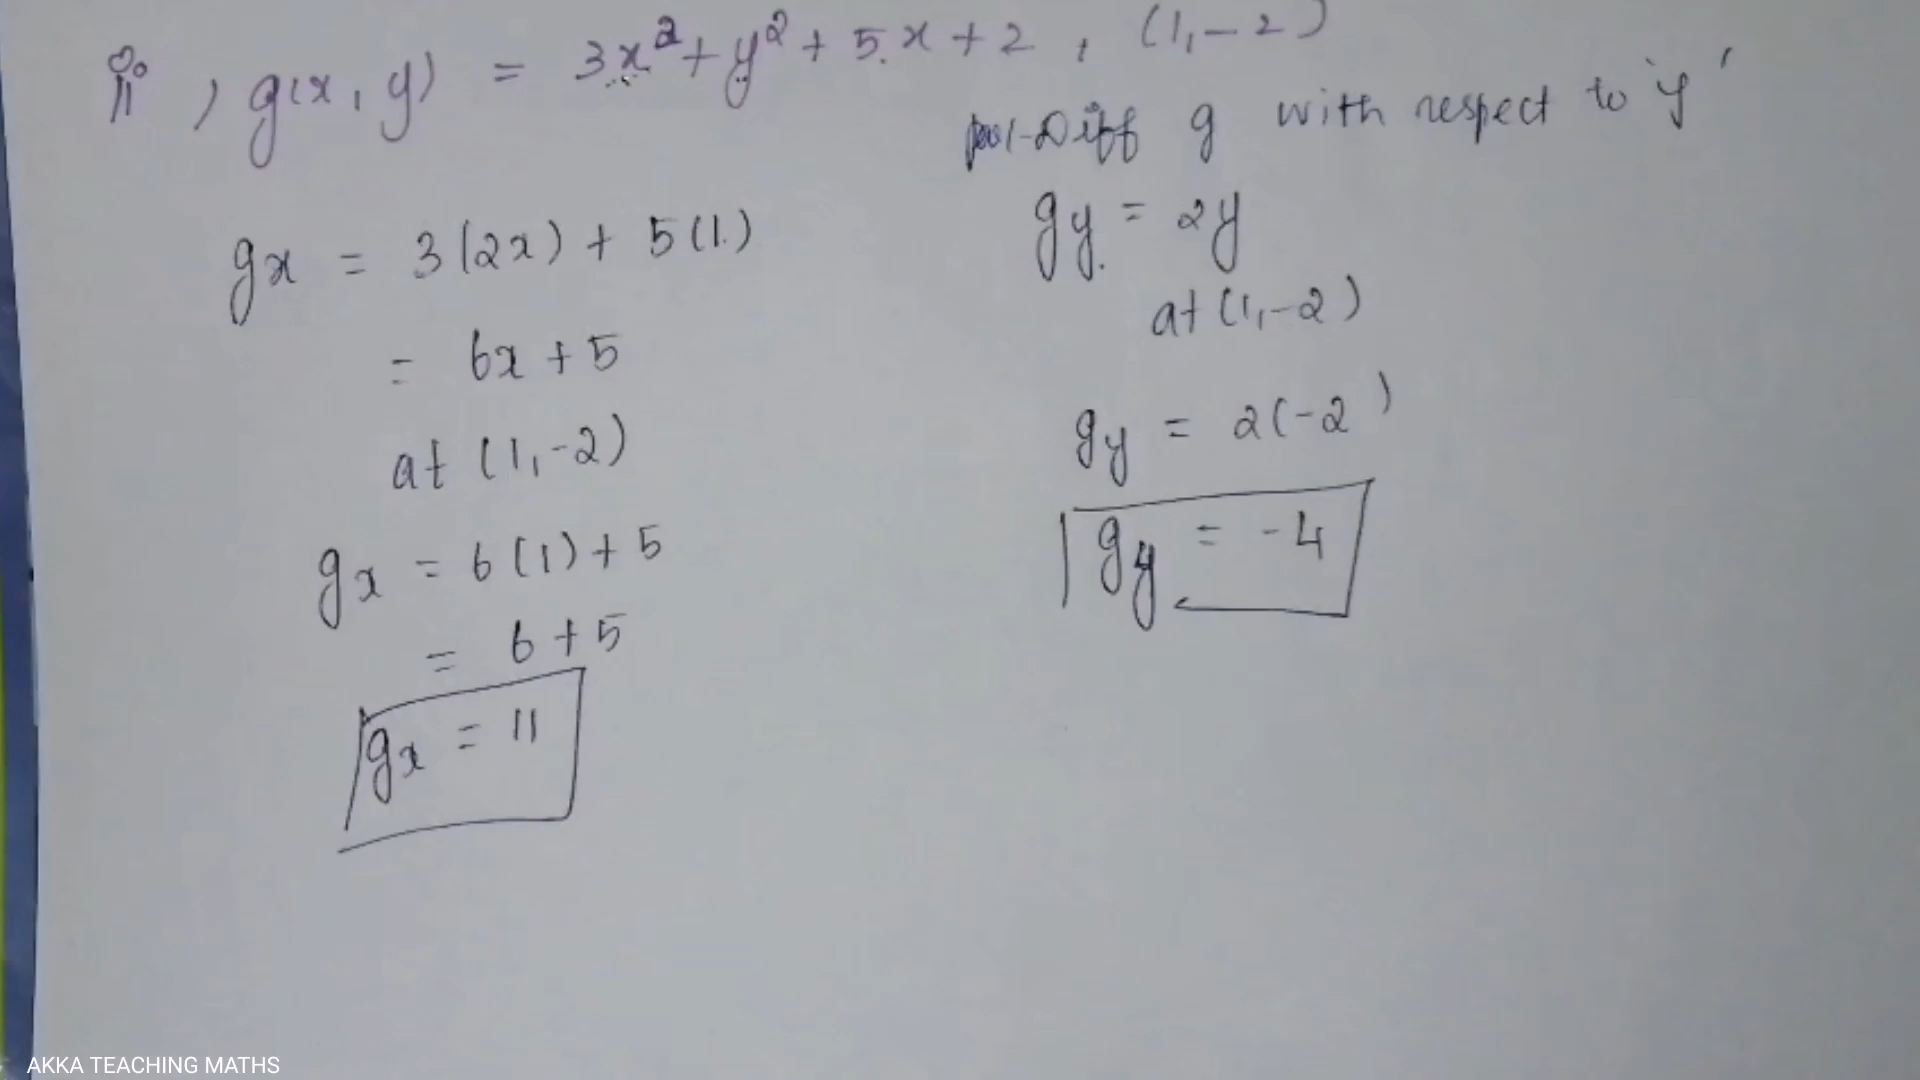 ii ) g(x, y) = 3x² + y² + 5x + 2 , (1, -2)
gx = 3(2x) + 5(1)
= 6x + 5
at (1, -2)
gx = 6(1) + 5
= 6 + 5
gx = 11
Diff g with respect to 'y'
gy = 2y
at (1, -2)
gy = 2(-2)
gy = -4
AKKA TEACHING MATHS